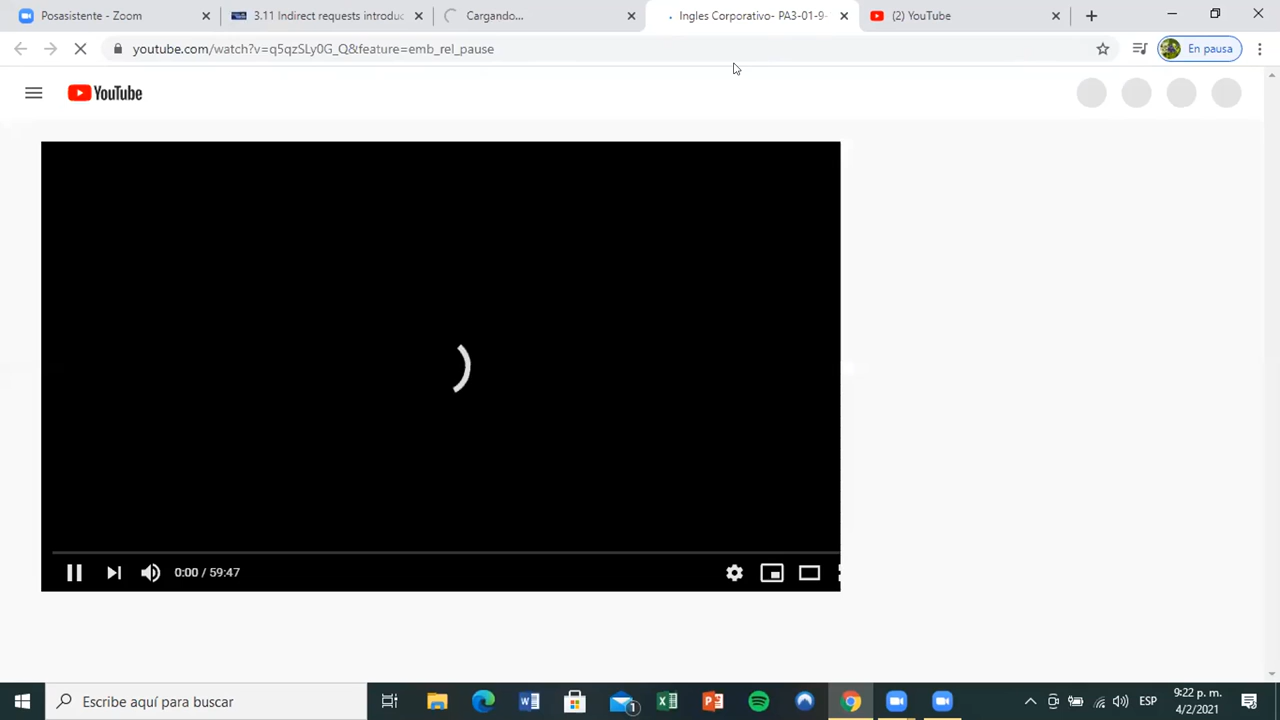 Posasistente - Zoom
3.11 Indirect requests introduc
Cargando...
Ingles Corporativo- PA3-01-9-
(2) YouTube
youtube.com/watch?v=q5qzSLy0G_Q&feature=emb_rel_pause
En pausa
YouTube
0:00 / 59:47
Escribe aquí para buscar
1
ESP
9:22 p. m.
4/2/2021